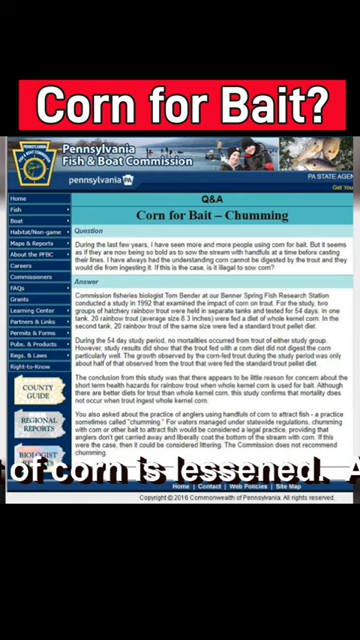 Corn for Bait?
Pennsylvania
Fish & Boat Commission
pennsylvania PA
PA STATE AGEN
Get You
Home
Fish
Boat
Habitat/Non-game
Maps & Reports
About the PFBC
Careers
Commissioners
FAQs
Grants
Learning Center
Partners & Links
Permits & Forms
Pubs. & Products
Regs. & Laws
Right-to-Know
COUNTY
GUIDE
REGIONAL
REPORTS
BIOLOGIST
Q&A
Corn for Bait – Chumming
Question
During the last few years, I have seen more and more people using corn for bait. But it seems
as if they are now being so bold as to sow the stream with handfuls at a time before casting
their lines. I have always had the understanding corn cannot be digested by the trout and they
would die from ingesting it. If this is the case, is it illegal to sow corn?
Answer
Commission fisheries biologist Tom Bender at our Benner Spring Fish Research Station
conducted a study in 1992 that examined the impact of corn on trout. For the study, two
groups of hatchery rainbow trout were held in separate tanks and tested for 54 days. In one
tank, 20 rainbow trout (average size 8.3 inches) were fed a diet of whole kernel corn. In the
second tank, 20 rainbow trout of the same size were fed a standard trout pellet diet.
During the 54 day study period, no mortalities occurred from trout of either study group.
However, study results did show that the trout fed with a corn diet did not digest the corn
particularly well. The growth observed by the corn-fed trout during the study period was only
about half of that observed from the trout that were fed the standard trout pellet diet.
The conclusion from this study was that there appears to be little reason for concern about the
short term health hazards for rainbow trout when whole kernel corn is used for bait. Although
there are better diets for trout than whole kernel corn, this study confirms that mortality does
not occur when trout ingest whole kernel corn.
You also asked about the practice of anglers using handfuls of corn to attract fish - a practice
sometimes called "chumming." For waters managed under statewide regulations, chumming
with corn or other bait to attract fish would be considered a legal practice, providing that
anglers don't get carried away and liberally coat the bottom of the stream with corn. If this
were the case, then it could be considered littering. The Commission does not recommend
chumming.
of corn is lessened. A
Home | Contact | Web Policies | Site Map
Copyright © 2016 Commonwealth of Pennsylvania. All rights reserved.